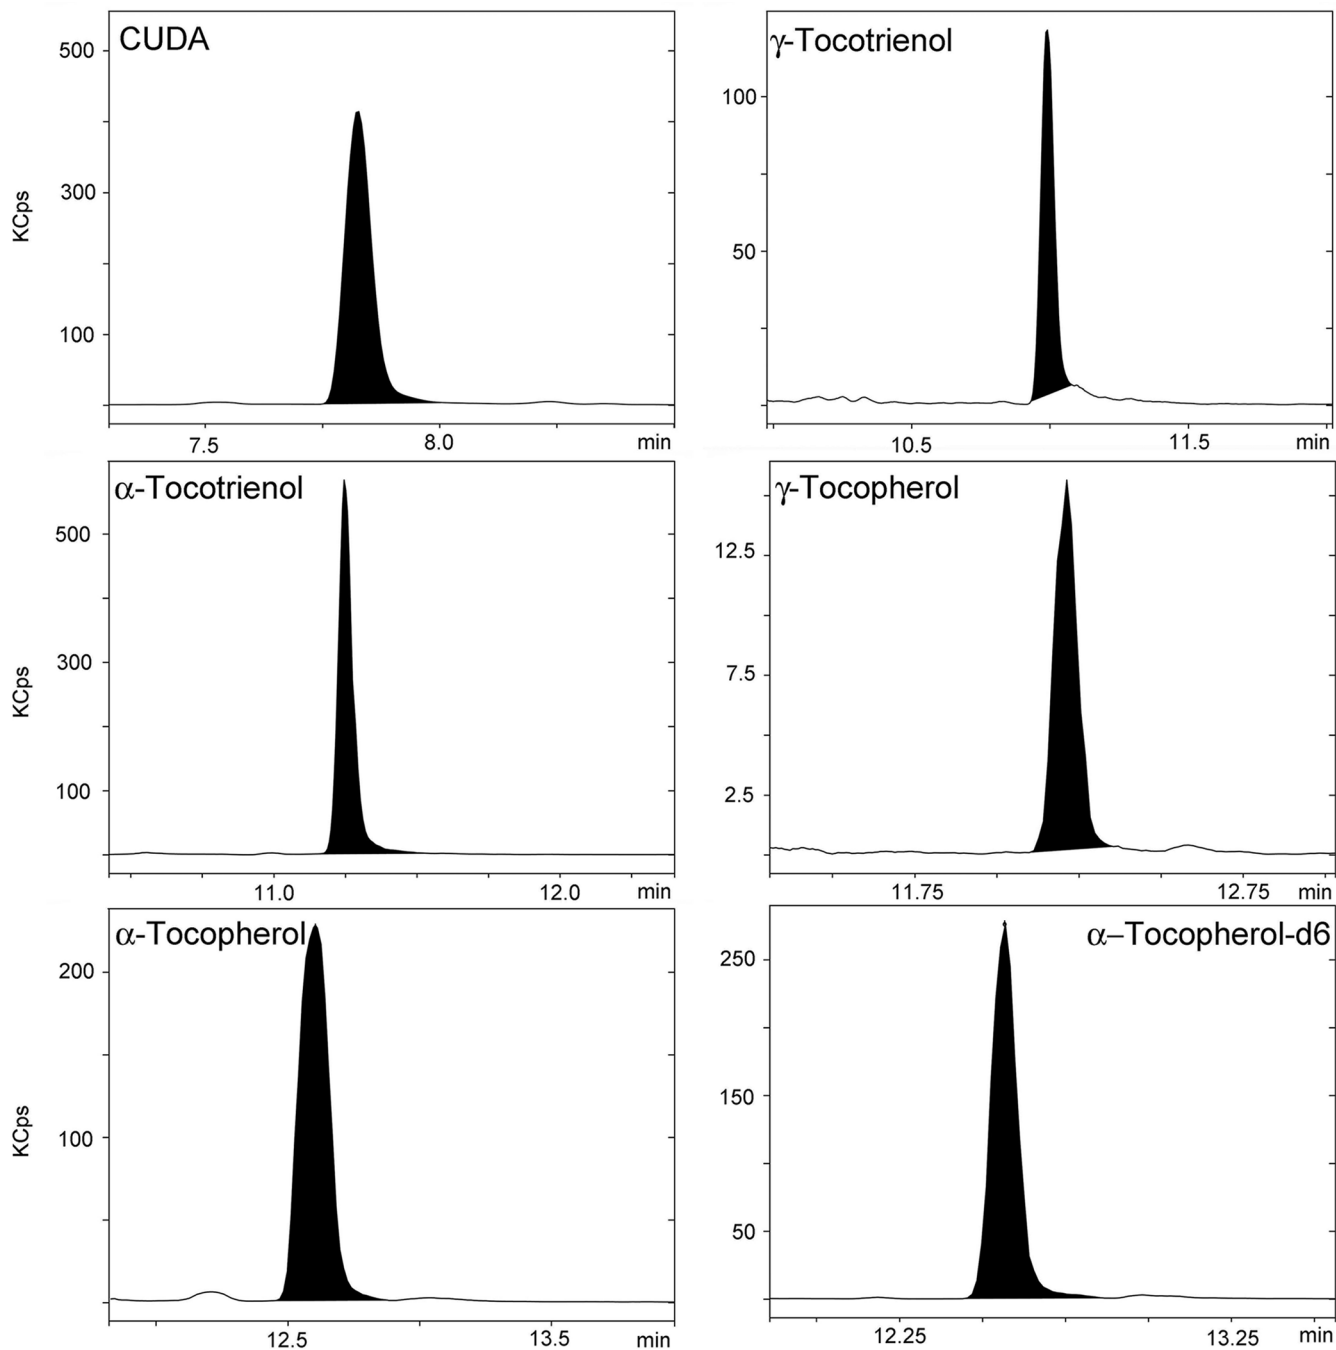 CUDA
KCps
500
300
100
7.5
8.0
min
γ-Tocotrienol
100
50
10.5
11.5
min
α-Tocotrienol
KCps
500
300
100
11.0
12.0
min
γ-Tocopherol
12.5
7.5
2.5
11.75
12.75
min
α-Tocopherol
KCps
200
100
12.5
13.5
min
α–Tocopherol-d6
250
150
50
12.25
13.25
min